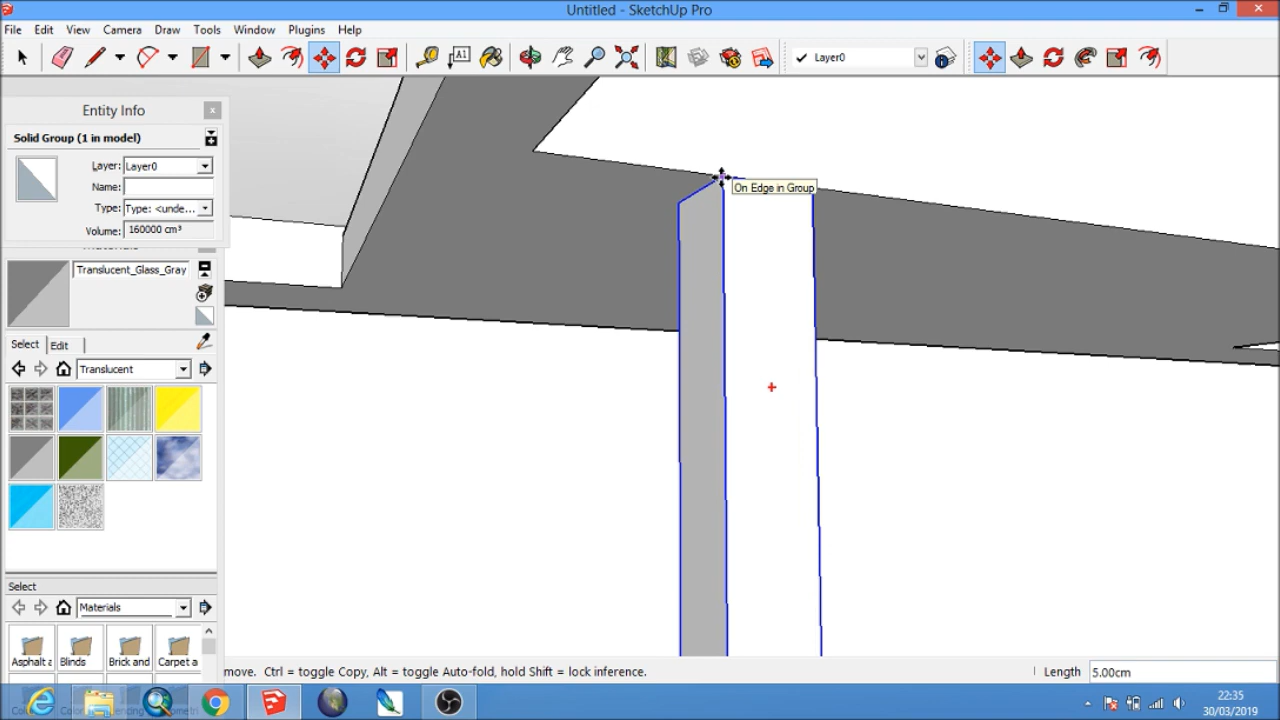 Untitled - SketchUp Pro
File Edit View Camera Draw Tools Window Plugins Help
A1
Layer0
Entity Info
Solid Group (1 in model)
Layer: Layer0
Name:
Type: Type: <unde...
Volume: 160000 cm³
On Edge in Group
Translucent_Glass_Gray
Select Edit
Translucent
Select
Materials
Asphalt a Blinds Brick and Carpet a
move. Ctrl = toggle Copy, Alt = toggle Auto-fold, hold Shift = lock inference.
Length 5.00cm
22:35
30/03/2019